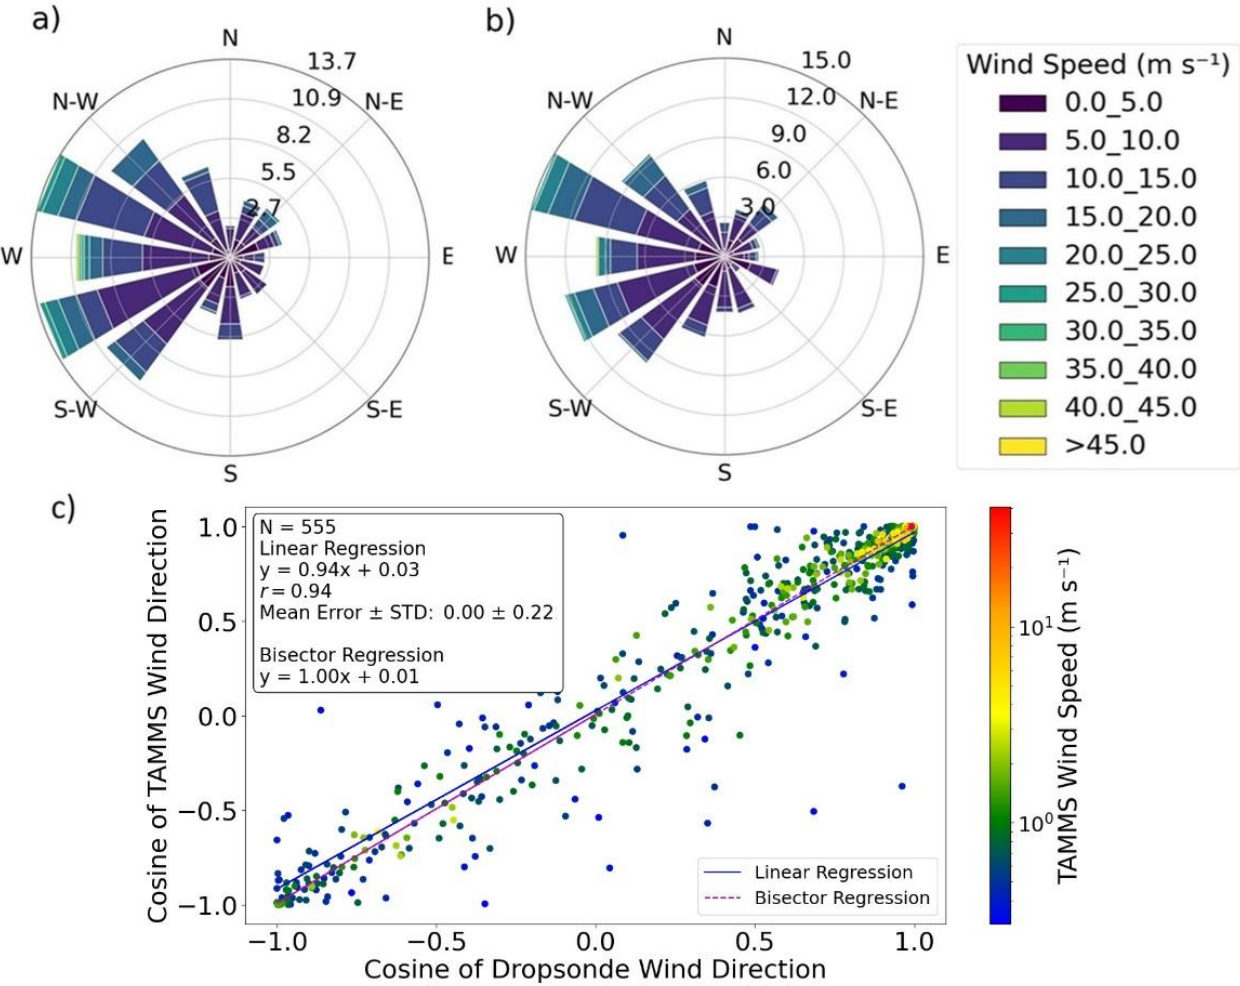 a)
N
13.7
10.9
8.2
5.5
2.7
N-W
N-E
W
E
S-W
S-E
S
b)
N
15.0
12.0
9.0
6.0
3.0
N-W
N-E
W
E
S-W
S-E
S
Wind Speed (m s⁻¹)
0.0_5.0
5.0_10.0
10.0_15.0
15.0_20.0
20.0_25.0
25.0_30.0
30.0_35.0
35.0_40.0
40.0_45.0
>45.0
c)
Cosine of TAMMS Wind Direction
1.0
0.5
0.0
−0.5
−1.0
N = 555
Linear Regression
y = 0.94x + 0.03
r = 0.94
Mean Error ± STD: 0.00 ± 0.22
Bisector Regression
y = 1.00x + 0.01
Linear Regression
Bisector Regression
−1.0
−0.5
0.0
0.5
1.0
Cosine of Dropsonde Wind Direction
10¹
10⁰
TAMMS Wind Speed (m s⁻¹)